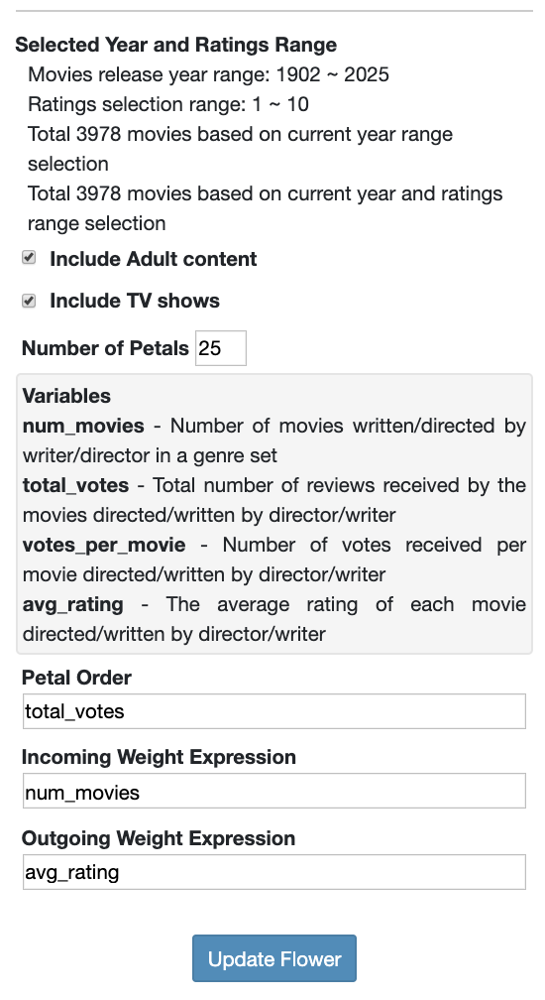 Selected Year and Ratings Range
Movies release year range: 1902 ~ 2025
Ratings selection range: 1 ~ 10
Total 3978 movies based on current year range
selection
Total 3978 movies based on current year and ratings
range selection
Include Adult content
Include TV shows
Number of Petals 25
Variables
num_movies - Number of movies written/directed by
writer/director in a genre set
total_votes - Total number of reviews received by the
movies directed/written by director/writer
votes_per_movie - Number of votes received per
movie directed/written by director/writer
avg_rating - The average rating of each movie
directed/written by director/writer
Petal Order
total_votes
Incoming Weight Expression
num_movies
Outgoing Weight Expression
avg_rating
Update Flower